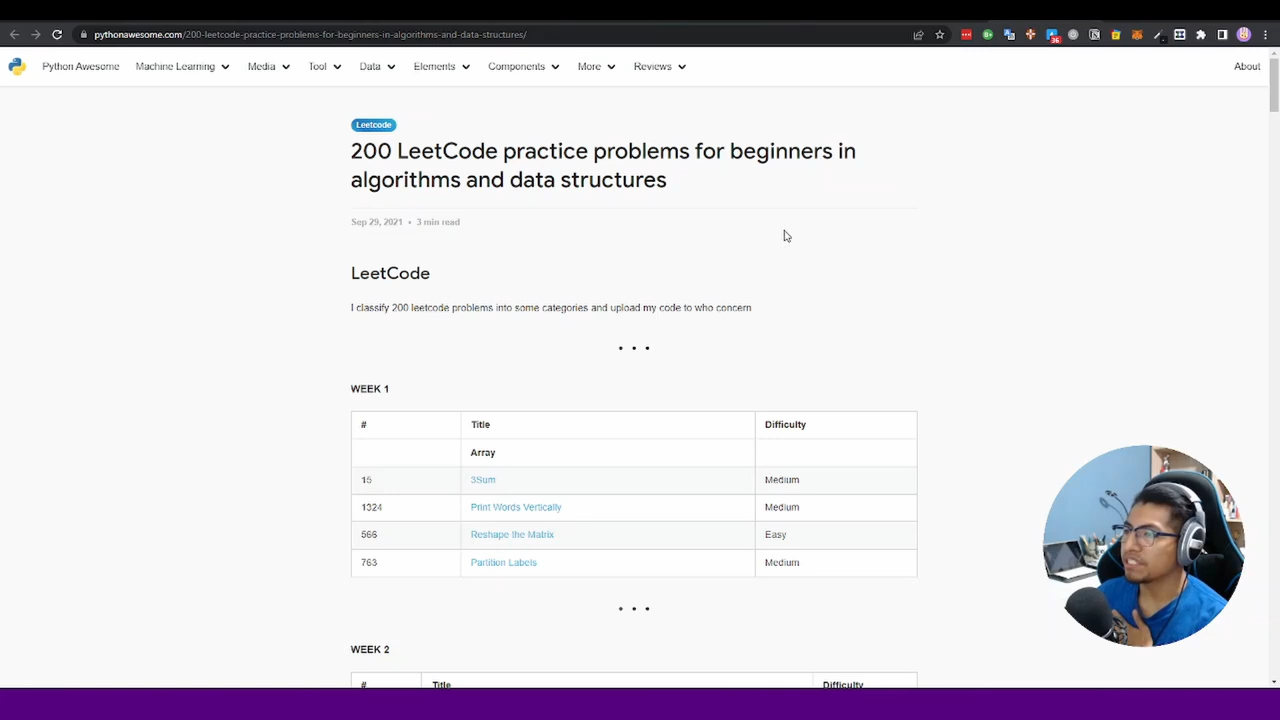 pythonawesome.com/200-leetcode-practice-problems-for-beginners-in-algorithms-and-data-structures/
36
Python Awesome Machine Learning Media Tool Data Elements Components More Reviews About
Leetcode
200 LeetCode practice problems for beginners in
algorithms and data structures
Sep 29, 2021 • 3 min read
LeetCode
I classify 200 leetcode problems into some categories and upload my code to who concern
• • •
WEEK 1
# Title Difficulty
Array
15 3Sum Medium
1324 Print Words Vertically Medium
566 Reshape the Matrix Easy
763 Partition Labels Medium
• • •
WEEK 2
# Title Difficulty